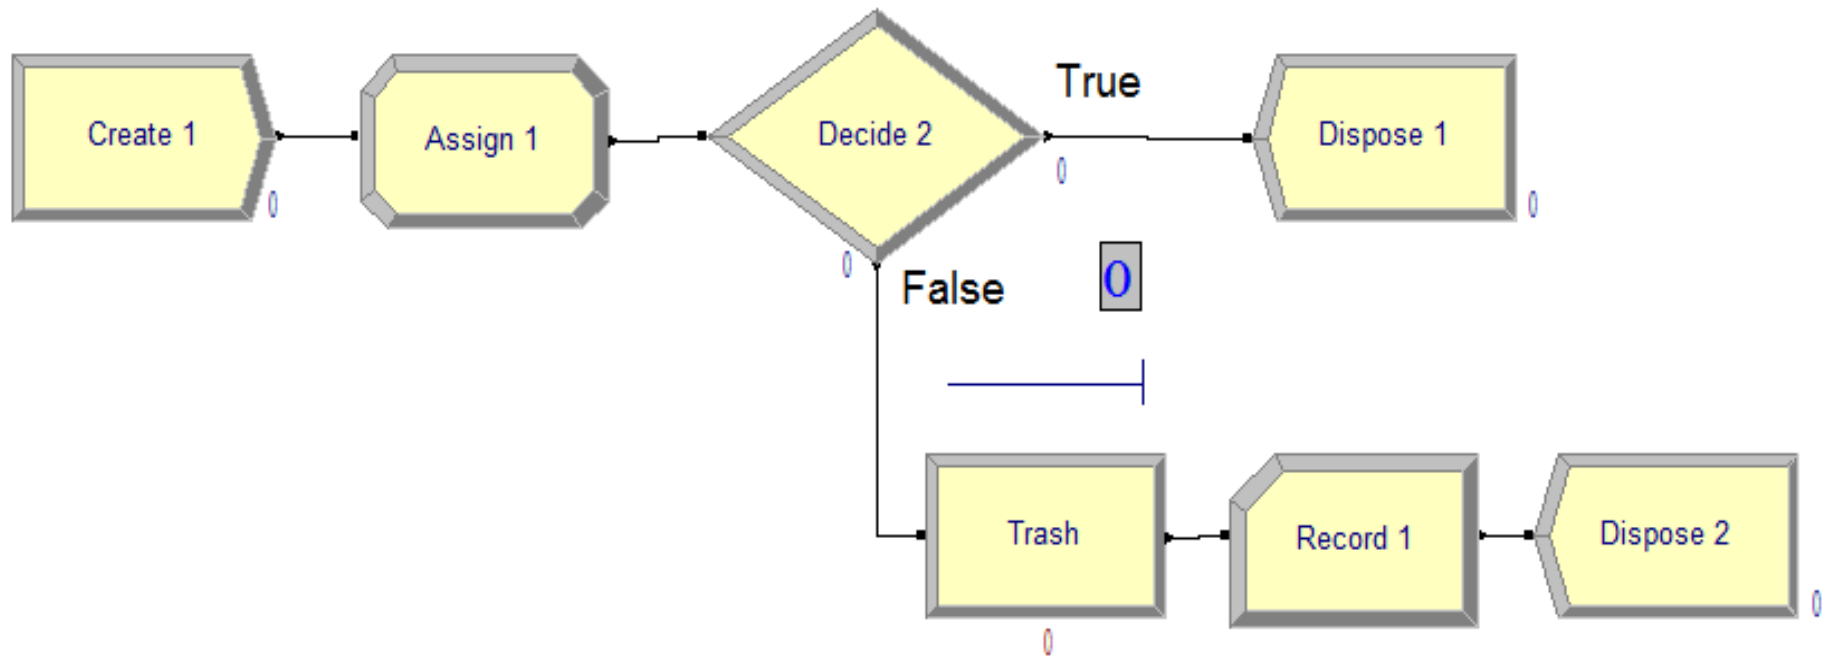 Create 1
0
Assign 1
Decide 2
True
0
0
False
Dispose 1
0
0
Trash
0
Record 1
Dispose 2
0